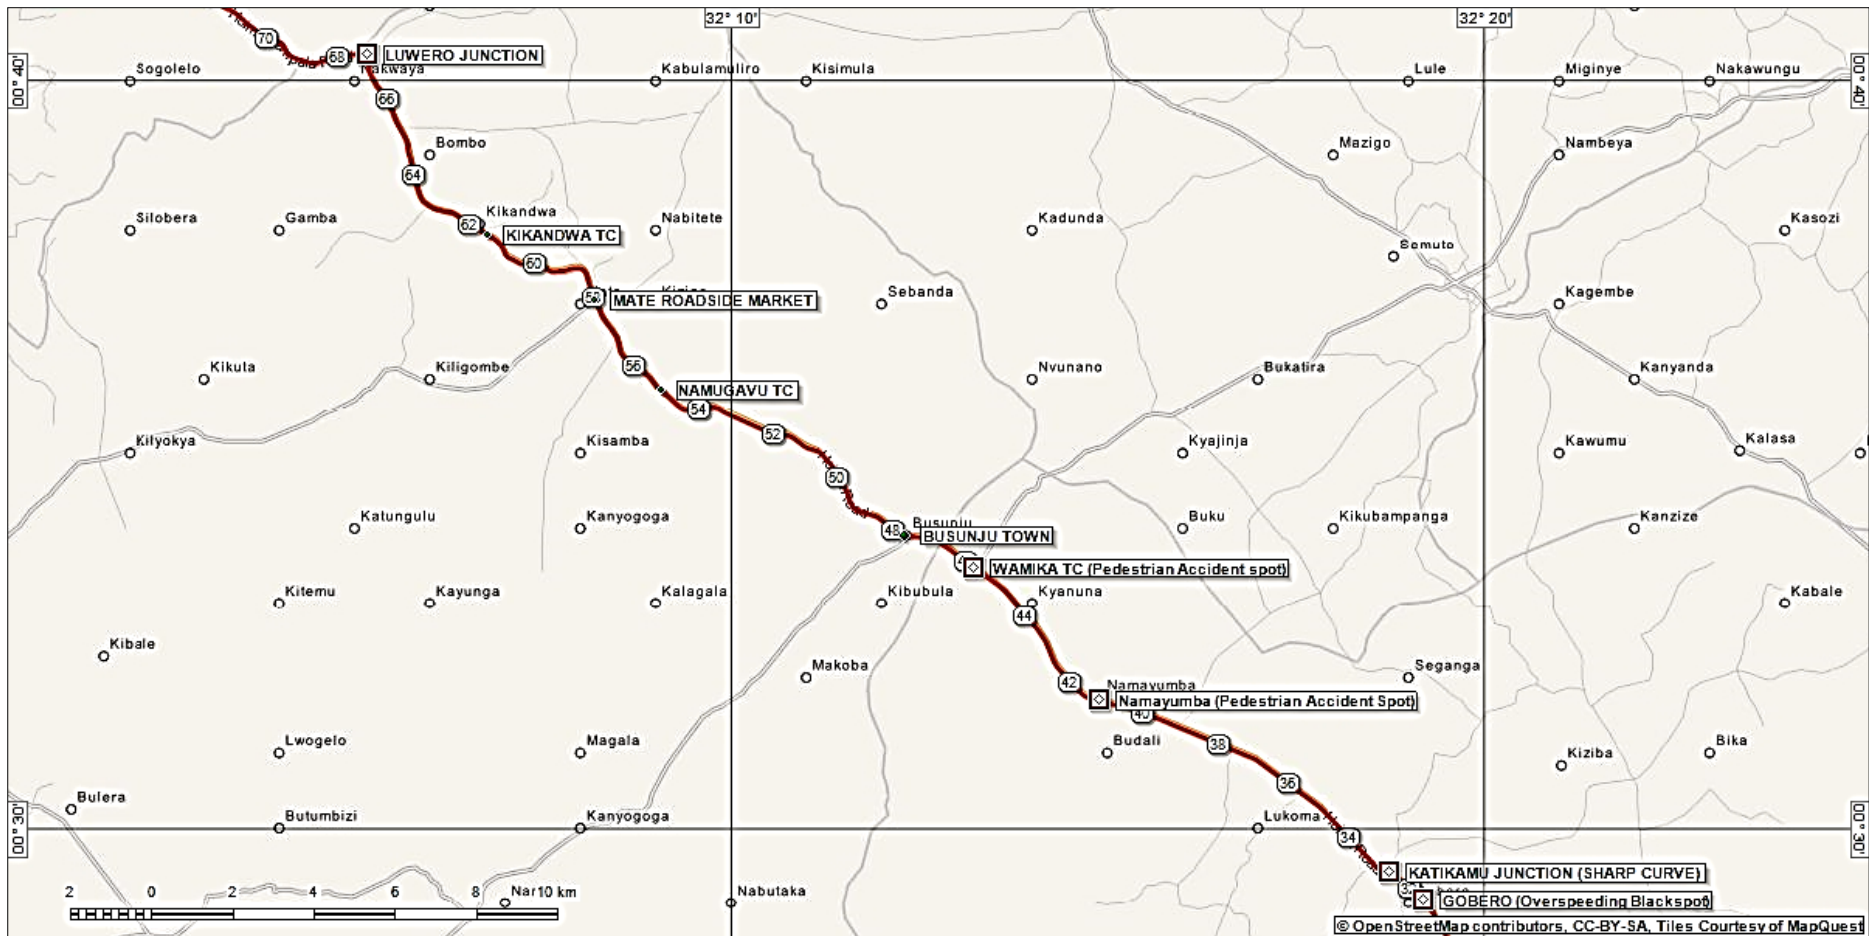 32° 10'
32° 20'
70
68
LUWERO JUNCTION
00° 40'
00° 40'
Sogolelo
Kabulamuliro
Kisimula
Lule
Miginye
Nakawungu
66
Bombo
Mazigo
Nambeya
64
Silobera
Gamba
Kikandwa
Nabitete
Kadunda
Kasozi
62
KIKANDWA TC
Semuto
60
58
MATE ROADSIDE MARKET
Sebanda
Kagembe
Kikula
Kiligombe
56
Nvunano
Bukatira
Kanyanda
NAMUGAVU TC
54
52
Kilyokya
Kisamba
Kyajinja
Kawumu
Kalasa
50
Katungulu
Kanyogoga
48
Busunju
Buku
Kikubampanga
Kanzize
BUSUNJU TOWN
WAMIKA TC (Pedestrian Accident spot)
Kitemu
Kayunga
Kalagala
Kibubula
Kyanuna
Kabale
44
Kibale
Makoba
Seganga
42
Namayumba
Namayumba (Pedestrian Accident Spot)
40
Lwogelo
Magala
Budali
38
Kiziba
Bika
36
Bulera
Butumbizi
Kanyogoga
Lukoma
00° 30'
00° 30'
34
KATIKAMU JUNCTION (SHARP CURVE)
2 0 2 4 6 8 10 km
Nabutaka
GOBERO (Overspeeding Blackspot)
© OpenStreetMap contributors, CC-BY-SA, Tiles Courtesy of MapQuest